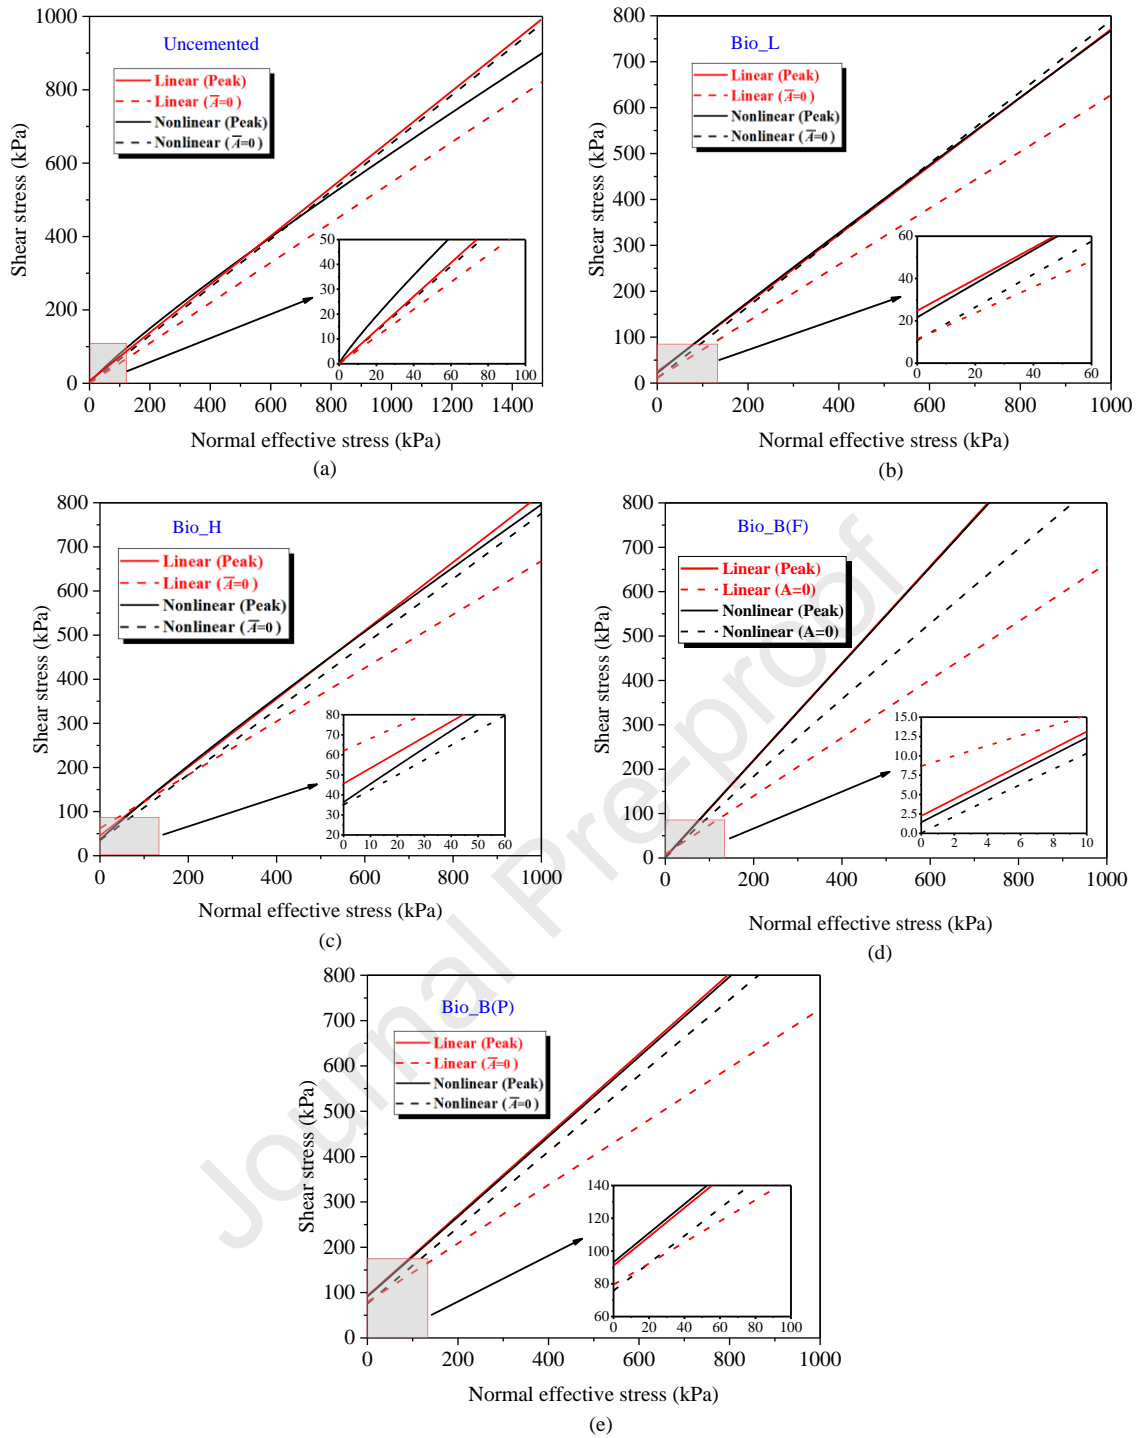 Uncemented
Linear (Peak)
Linear (A̅=0)
Nonlinear (Peak)
Nonlinear (A̅=0)
Shear stress (kPa)
1000
800
600
400
200
0
0 200 400 600 800 1000 1200 1400
50
40
30
20
10
0
0 20 40 60 80 100
Normal effective stress (kPa)
(a)
Bio_L
Linear (Peak)
Linear (A̅=0)
Nonlinear (Peak)
Nonlinear (A̅=0)
Shear stress (kPa)
800
700
600
500
400
300
200
100
0
0 200 400 600 800 1000
60
40
20
0
0 20 40 60
Normal effective stress (kPa)
(b)
Bio_H
Linear (Peak)
Linear (A̅=0)
Nonlinear (Peak)
Nonlinear (A̅=0)
Shear stress (kPa)
800
700
600
500
400
300
200
100
0
0 200 400 600 800 1000
80
70
60
50
40
30
20
0 10 20 30 40 50 60
Normal effective stress (kPa)
(c)
Bio_B(F)
Linear (Peak)
Linear (A=0)
Nonlinear (Peak)
Nonlinear (A=0)
Shear stress (kPa)
800
700
600
500
400
300
200
100
0
0 200 400 600 800 1000
15.0
12.5
10.0
7.5
5.0
2.5
0.0
0 2 4 6 8 10
Normal effective stress (kPa)
(d)
Bio_B(P)
Linear (Peak)
Linear (A̅=0)
Nonlinear (Peak)
Nonlinear (A̅=0)
Shear stress (kPa)
800
700
600
500
400
300
200
100
0
0 200 400 600 800 1000
140
120
100
80
60
0 20 40 60 80 100
Normal effective stress (kPa)
(e)
Journal Pre-proof